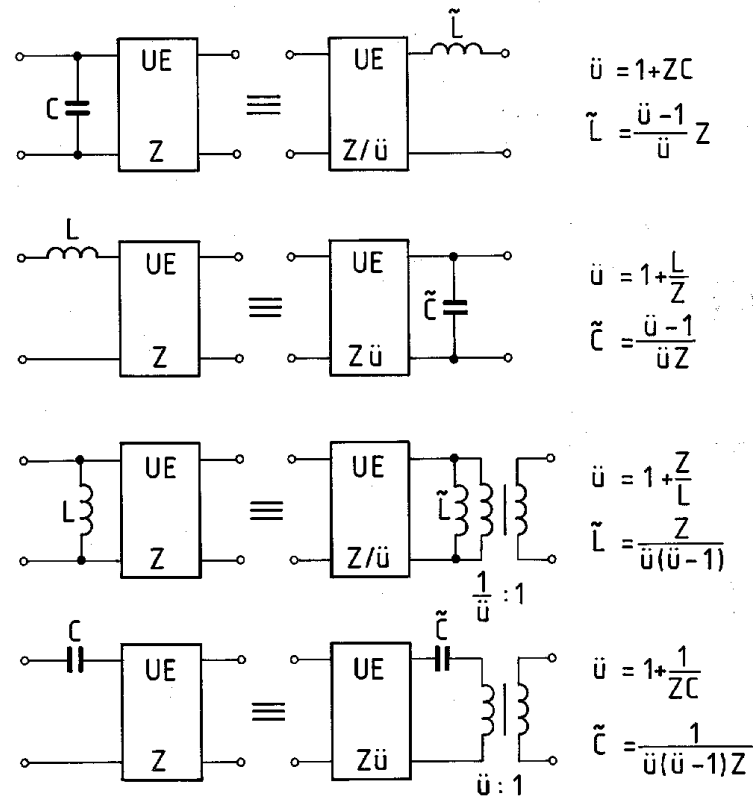 C UE Z ≡ UE Z/ü L̃
ü = 1+ZC
L̃ = (ü-1)/ü Z
L UE Z ≡ UE Zü C̃
ü = 1+L/Z
C̃ = (ü-1)/(üZ)
L UE Z ≡ UE Z/ü L̃
1/ü : 1
ü = 1+Z/L
L̃ = Z/(ü(ü-1))
C UE Z ≡ UE Zü C̃
ü : 1
ü = 1+1/(ZC)
C̃ = 1/(ü(ü-1)Z)